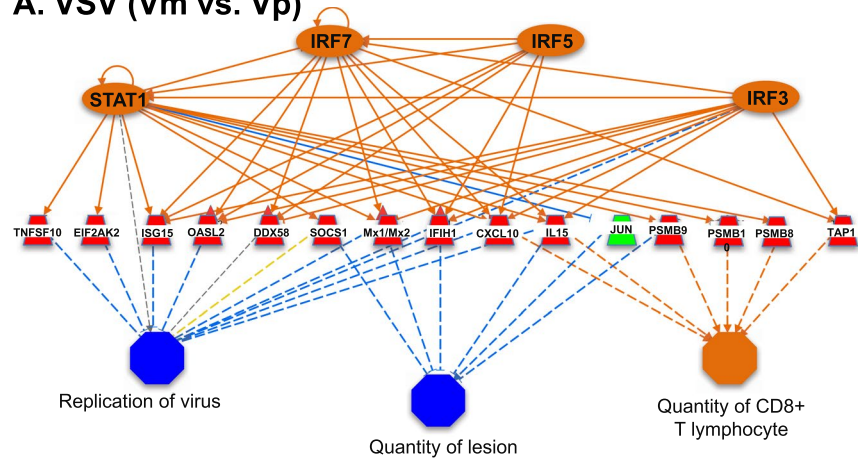 A. VSV (Vm vs. Vp)
IRF7
IRF5
STAT1
IRF3
TNFSF10
EIF2AK2
ISG15
OASL2
DDX58
SOCS1
Mx1/Mx2
IFIH1
CXCL10
IL15
JUN
PSMB9
PSMB1
0
PSMB8
TAP1
Replication of virus
Quantity of lesion
Quantity of CD8+
T lymphocyte